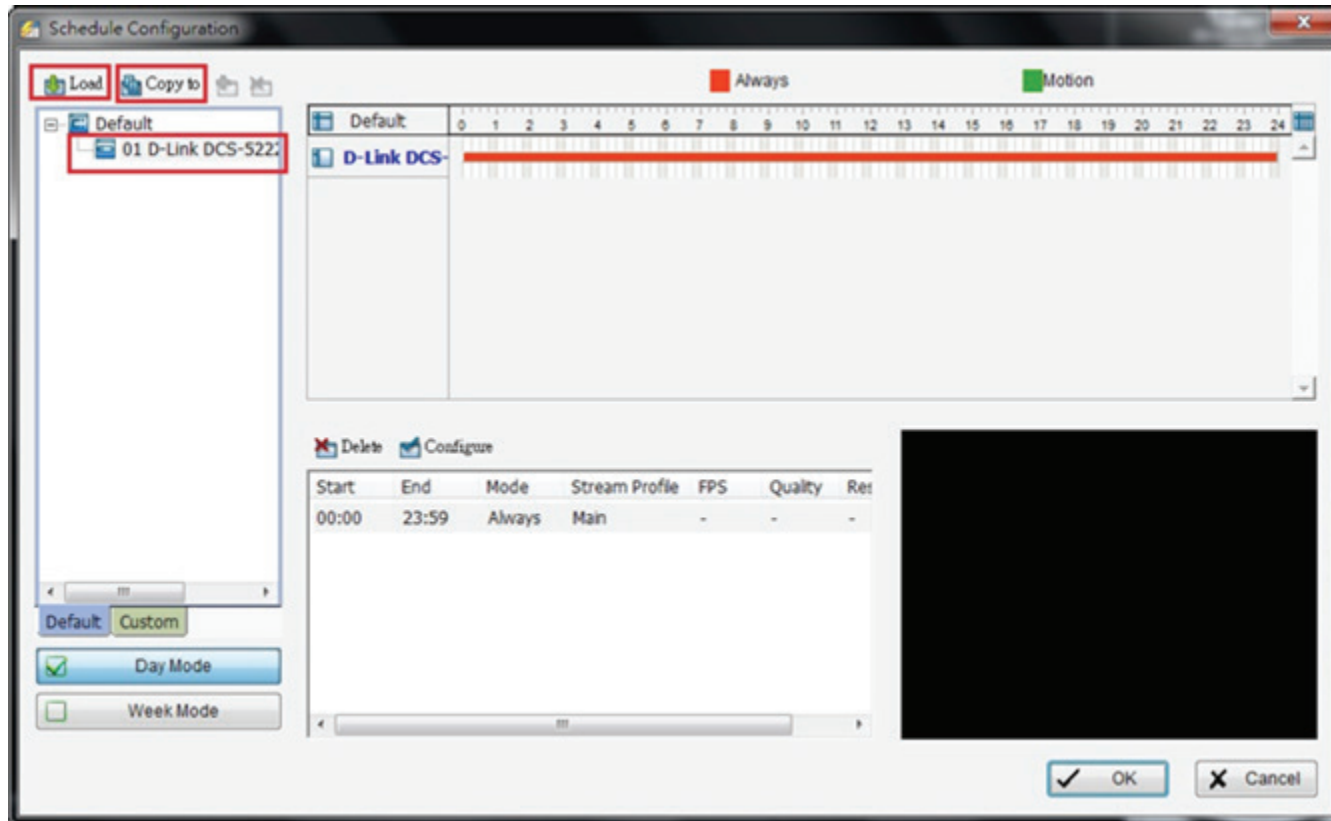 Schedule Configuration
Load Copy to
Always Motion
Default
01 D-Link DCS-5222
Default 0 1 2 3 4 5 6 7 8 9 10 11 12 13 14 15 16 17 18 19 20 21 22 23 24
D-Link DCS-
Delete Configure
Start End Mode Stream Profile FPS Quality Res
00:00 23:59 Always Main - - -
Default Custom
Day Mode
Week Mode
OK Cancel